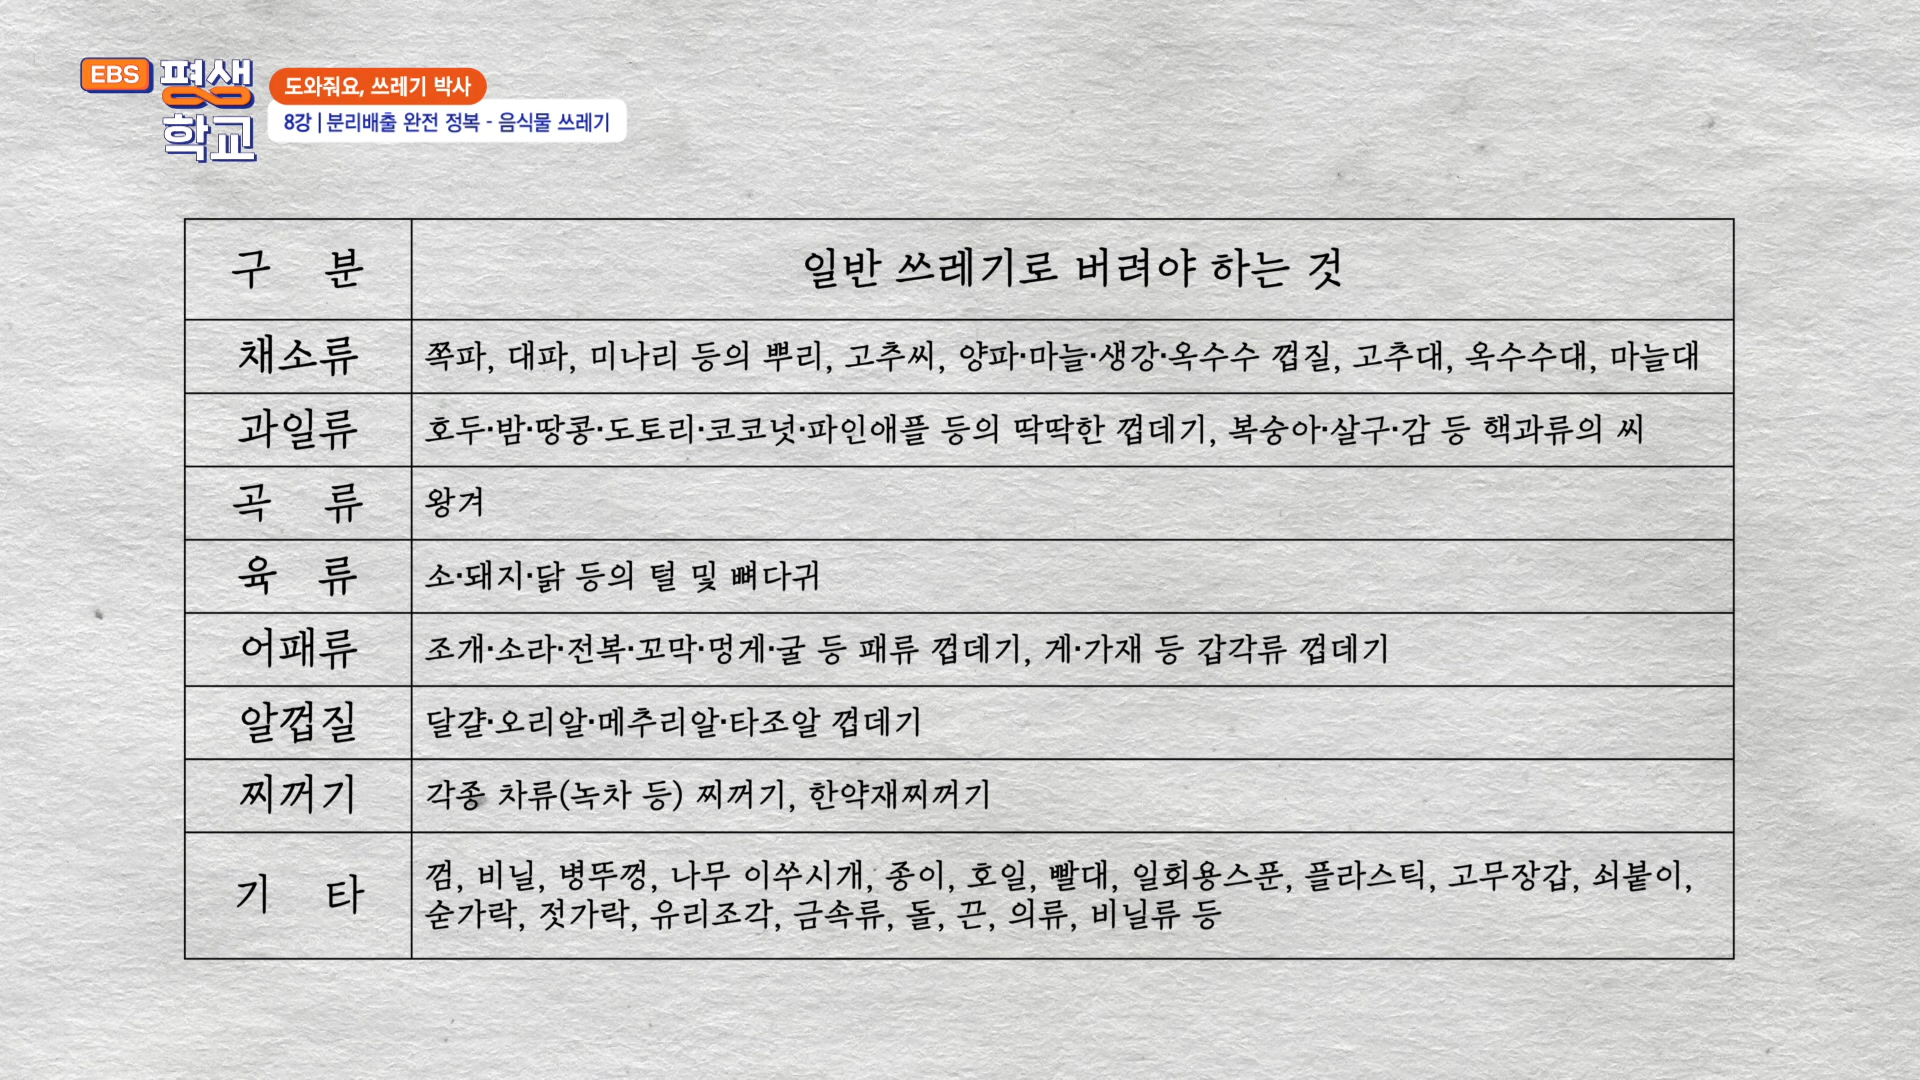 EBS 평생학교
도와줘요, 쓰레기 박사
8강 | 분리배출 완전 정복 - 음식물 쓰레기
구 분 일반 쓰레기로 버려야 하는 것
채소류 쪽파, 대파, 미나리 등의 뿌리, 고추씨, 양파·마늘·생강·옥수수 껍질, 고추대, 옥수수대, 마늘대
과일류 호두·밤·땅콩·도토리·코코넛·파인애플 등의 딱딱한 껍데기, 복숭아·살구·감 등 핵과류의 씨
곡 류 왕겨
육 류 소·돼지·닭 등의 털 및 뼈다귀
어패류 조개·소라·전복·꼬막·멍게·굴 등 패류 껍데기, 게·가재 등 갑각류 껍데기
알껍질 달걀·오리알·메추리알·타조알 껍데기
찌꺼기 각종 차류(녹차 등) 찌꺼기, 한약재찌꺼기
기 타 껌, 비닐, 병뚜껑, 나무 이쑤시개, 종이, 호일, 빨대, 일회용스푼, 플라스틱, 고무장갑, 쇠붙이,
숟가락, 젓가락, 유리조각, 금속류, 돌, 끈, 의류, 비닐류 등